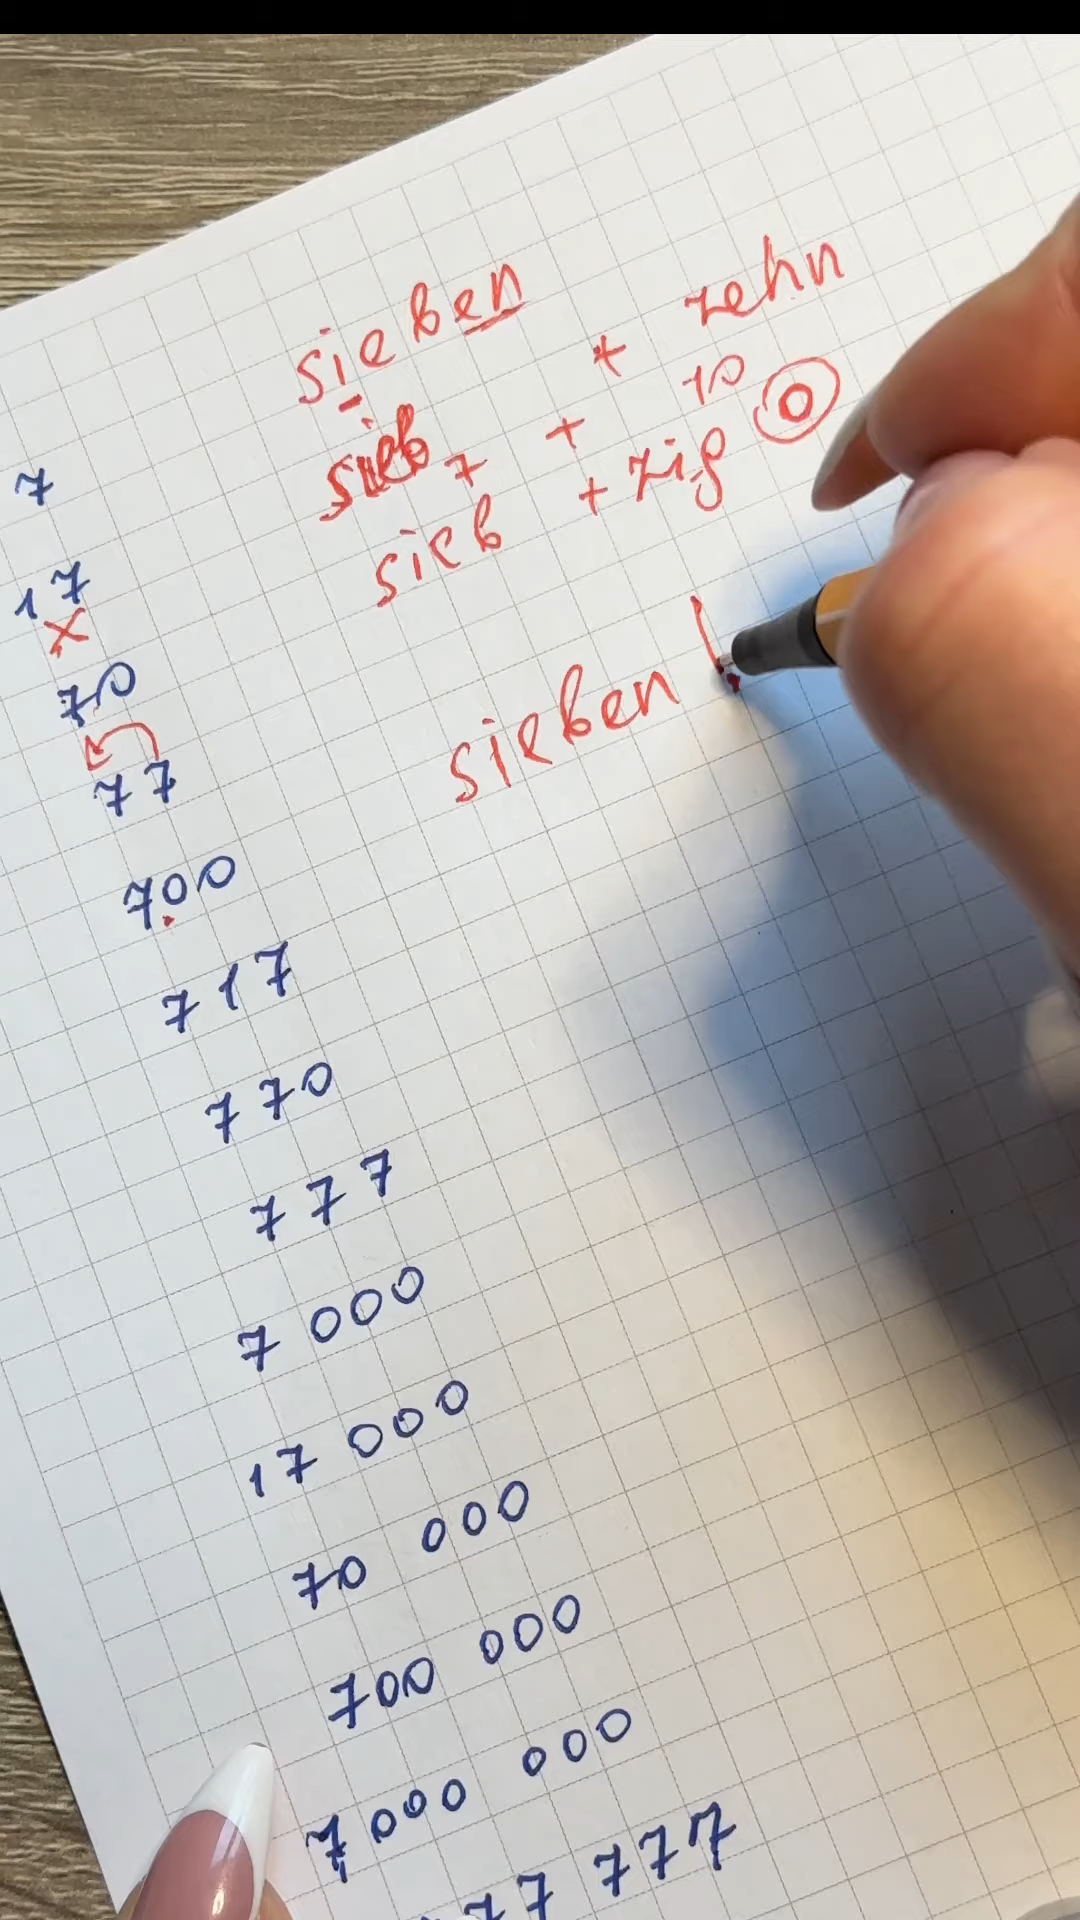 7 sieben
17 sieb + zehn
7 + 10
70 sieb + zig 0
77
700 sieben
717
770
777
7 000
17 000
70 000
700 000
7 000 000
77 777